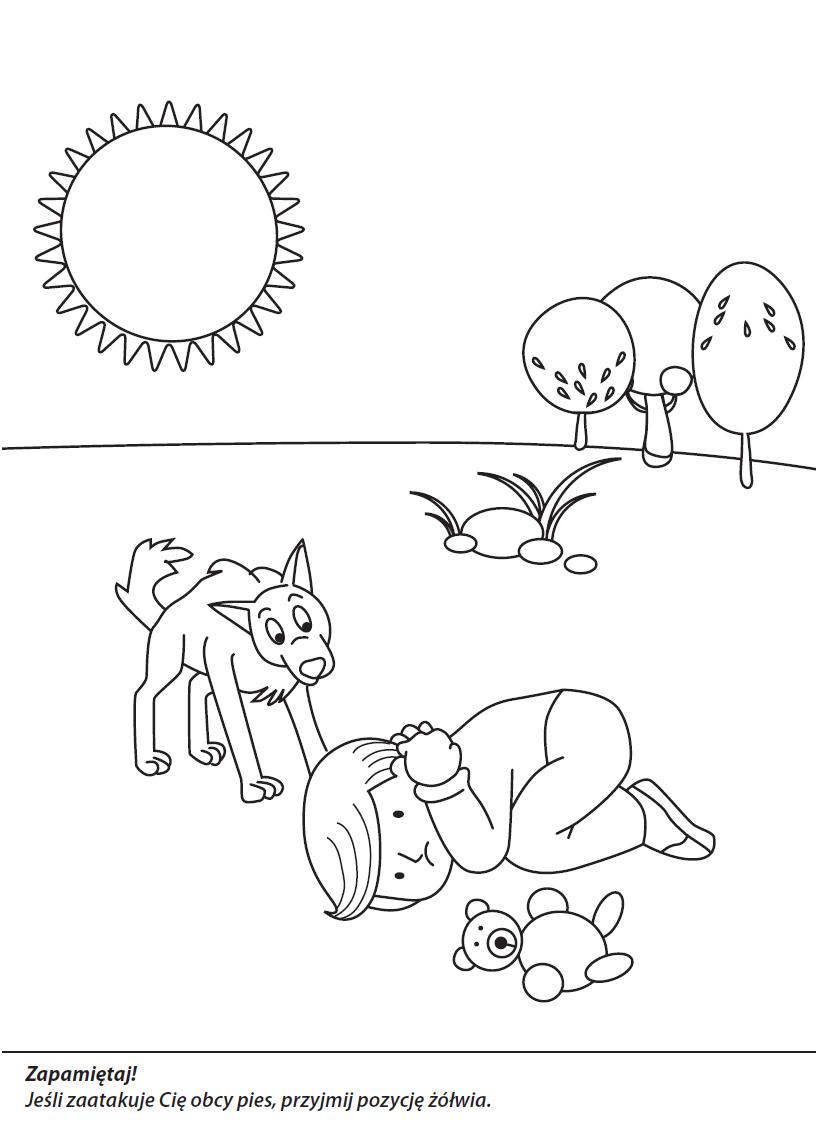 Zapamiętaj!
Jeśli zaatakuje Cię obcy pies, przyjmij pozycję żółwia.